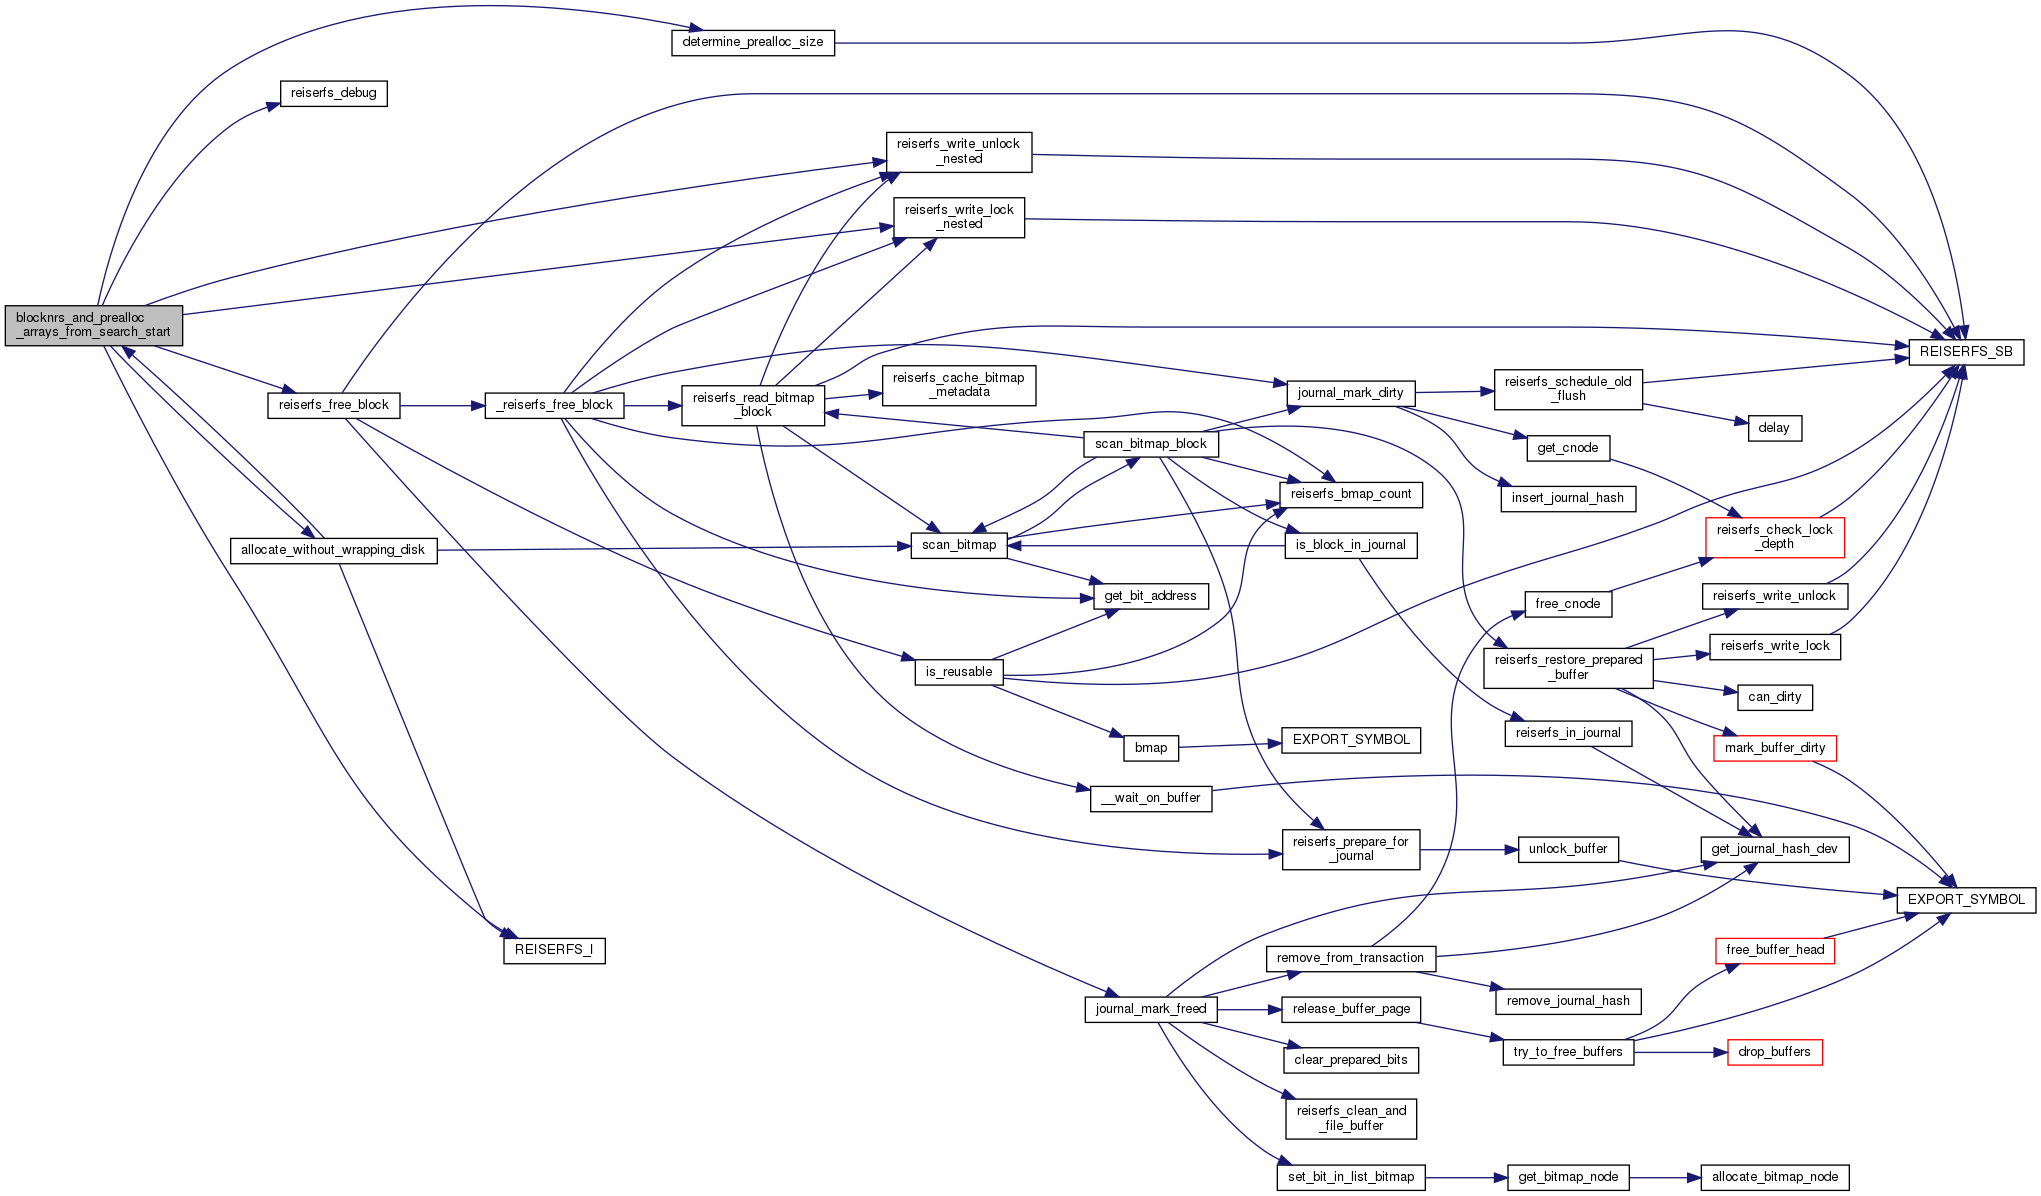 determine_prealloc_size
reiserfs_debug
reiserfs_write_unlock
_nested
reiserfs_write_lock
_nested
blocknrs_and_prealloc
_arrays_from_search_start
REISERFS_SB
reiserfs_free_block
_reiserfs_free_block
reiserfs_read_bitmap
_block
reiserfs_cache_bitmap
_metadata
journal_mark_dirty
reiserfs_schedule_old
_flush
delay
scan_bitmap_block
get_cnode
reiserfs_bmap_count
insert_journal_hash
allocate_without_wrapping_disk
scan_bitmap
is_block_in_journal
reiserfs_check_lock
_depth
get_bit_address
free_cnode
reiserfs_write_unlock
is_reusable
reiserfs_restore_prepared
_buffer
reiserfs_write_lock
can_dirty
bmap
EXPORT_SYMBOL
reiserfs_in_journal
mark_buffer_dirty
__wait_on_buffer
reiserfs_prepare_for
_journal
unlock_buffer
get_journal_hash_dev
EXPORT_SYMBOL
REISERFS_I
remove_from_transaction
free_buffer_head
journal_mark_freed
release_buffer_page
remove_journal_hash
clear_prepared_bits
try_to_free_buffers
drop_buffers
reiserfs_clean_and
_file_buffer
set_bit_in_list_bitmap
get_bitmap_node
allocate_bitmap_node